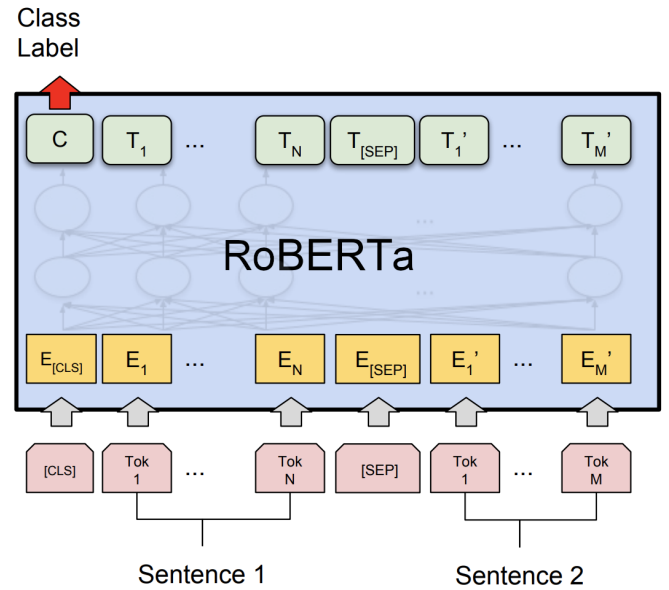 Class
Label
C T1 ... TN T[SEP] T1’ ... TM’
...
RoBERTa
...
E[CLS] E1 ... EN E[SEP] E1’ ... EM’
[CLS] Tok 1 ... Tok N [SEP] Tok 1 ... Tok M
Sentence 1 Sentence 2